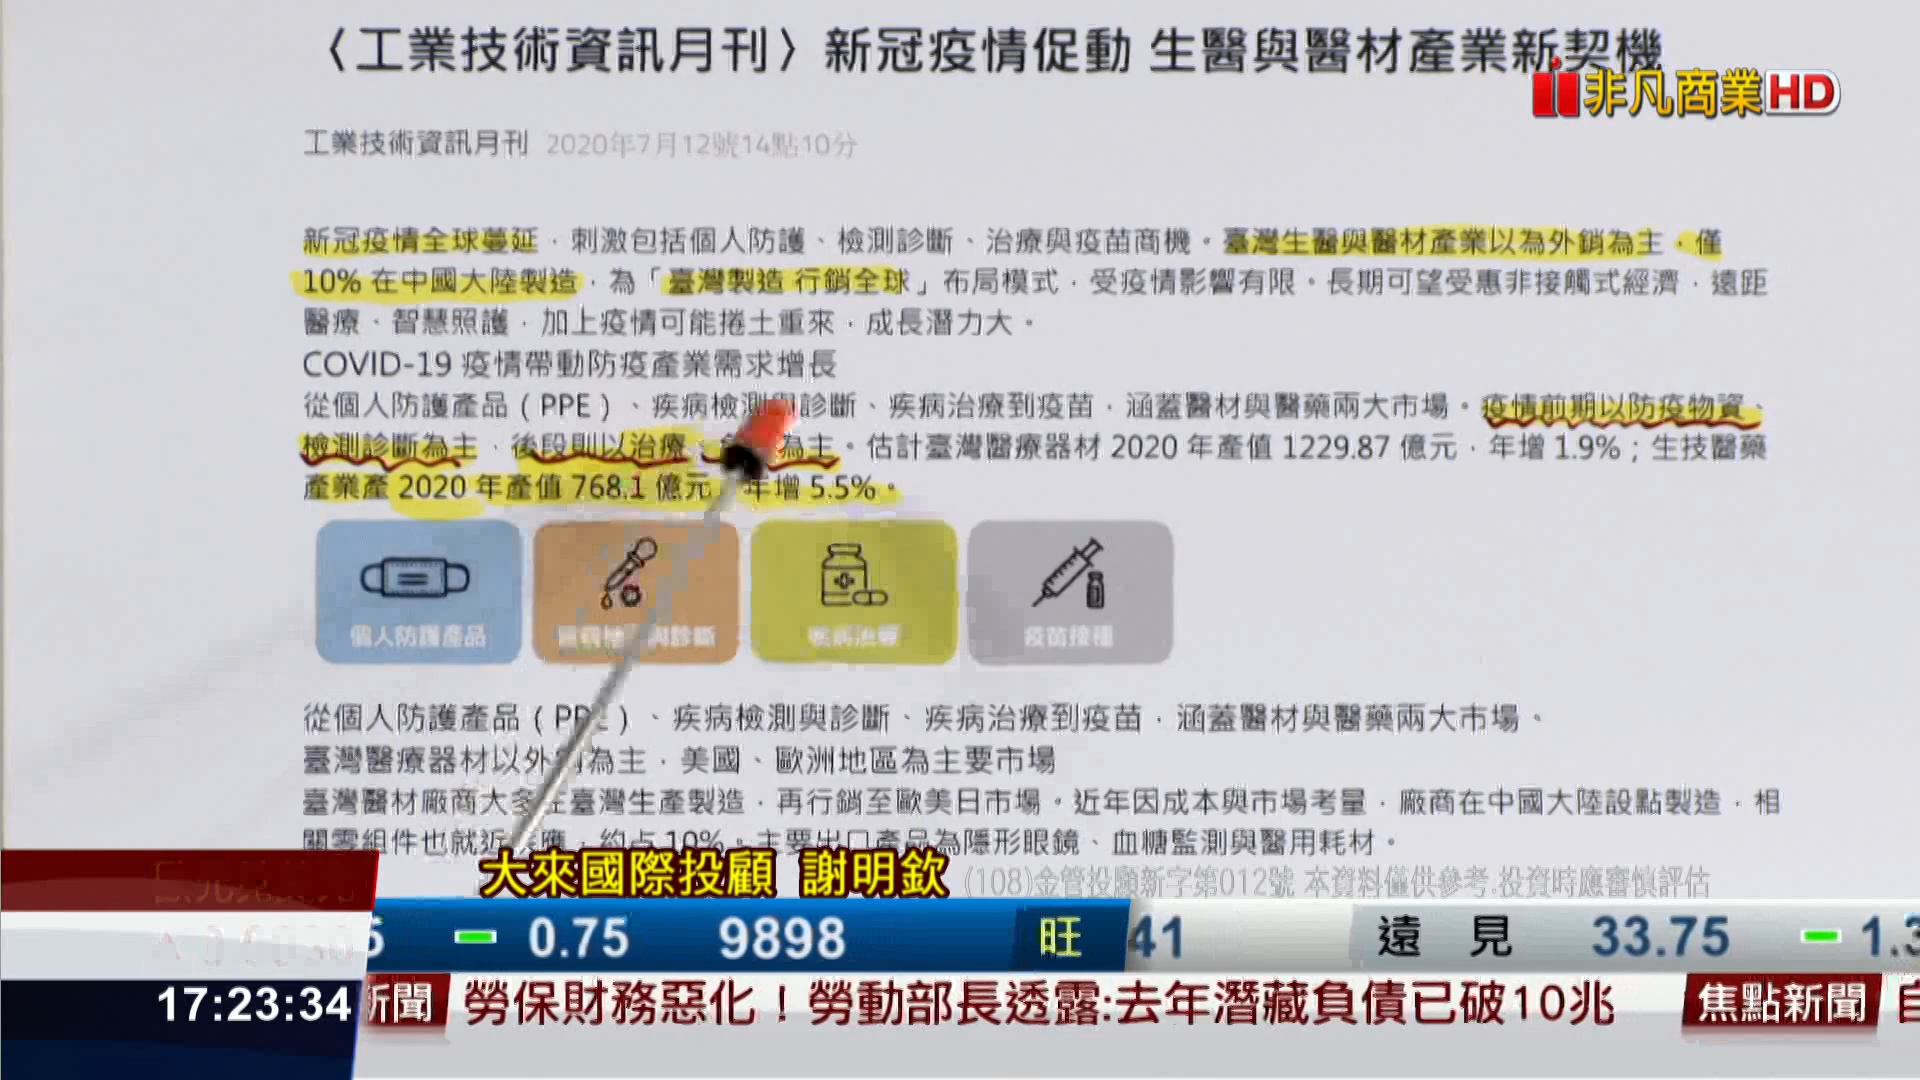 〈工業技術資訊月刊〉新冠疫情促動 生醫與醫材產業新契機
非凡商業HD
工業技術資訊月刊 2020年7月12號14點10分
新冠疫情全球蔓延，刺激包括個人防護、檢測診斷、治療與疫苗商機。臺灣生醫與醫材產業以為外銷為主，僅
10% 在中國大陸製造，為「臺灣製造 行銷全球」布局模式，受疫情影響有限。長期可望受惠非接觸式經濟，遠距
醫療、智慧照護，加上疫情可能捲土重來，成長潛力大。
COVID-19 疫情帶動防疫產業需求增長
從個人防護產品（PPE）、疾病檢測與診斷、疾病治療到疫苗，涵蓋醫材與醫藥兩大市場。疫情前期以防疫物資、
檢測診斷為主，後段則以治療、為主。估計臺灣醫療器材 2020 年產值 1229.87 億元，年增 1.9%；生技醫藥
產業產 2020 年產值 768.1 億元，年增 5.5%。
個人防護產品
與診斷
疾病治療
疫苗接種
從個人防護產品（PPE）、疾病檢測與診斷、疾病治療到疫苗，涵蓋醫材與醫藥兩大市場。
臺灣醫療器材以外為主，美國、歐洲地區為主要市場
臺灣醫材廠商大多在臺灣生產製造，再行銷至歐美日市場。近年因成本與市場考量，廠商在中國大陸設點製造，相
關零組件也就近供應，約占 10%。主要出口產品為隱形眼鏡、血糖監測與醫用耗材。
大來國際投顧 謝明欽
(108)金管投顧新字第012號 本資料僅供參考.投資時應審慎評估
0.75 9898 旺 41 遠見 33.75 1.3
17:23:34
新聞 勞保財務惡化！勞動部長透露:去年潛藏負債已破10兆 焦點新聞